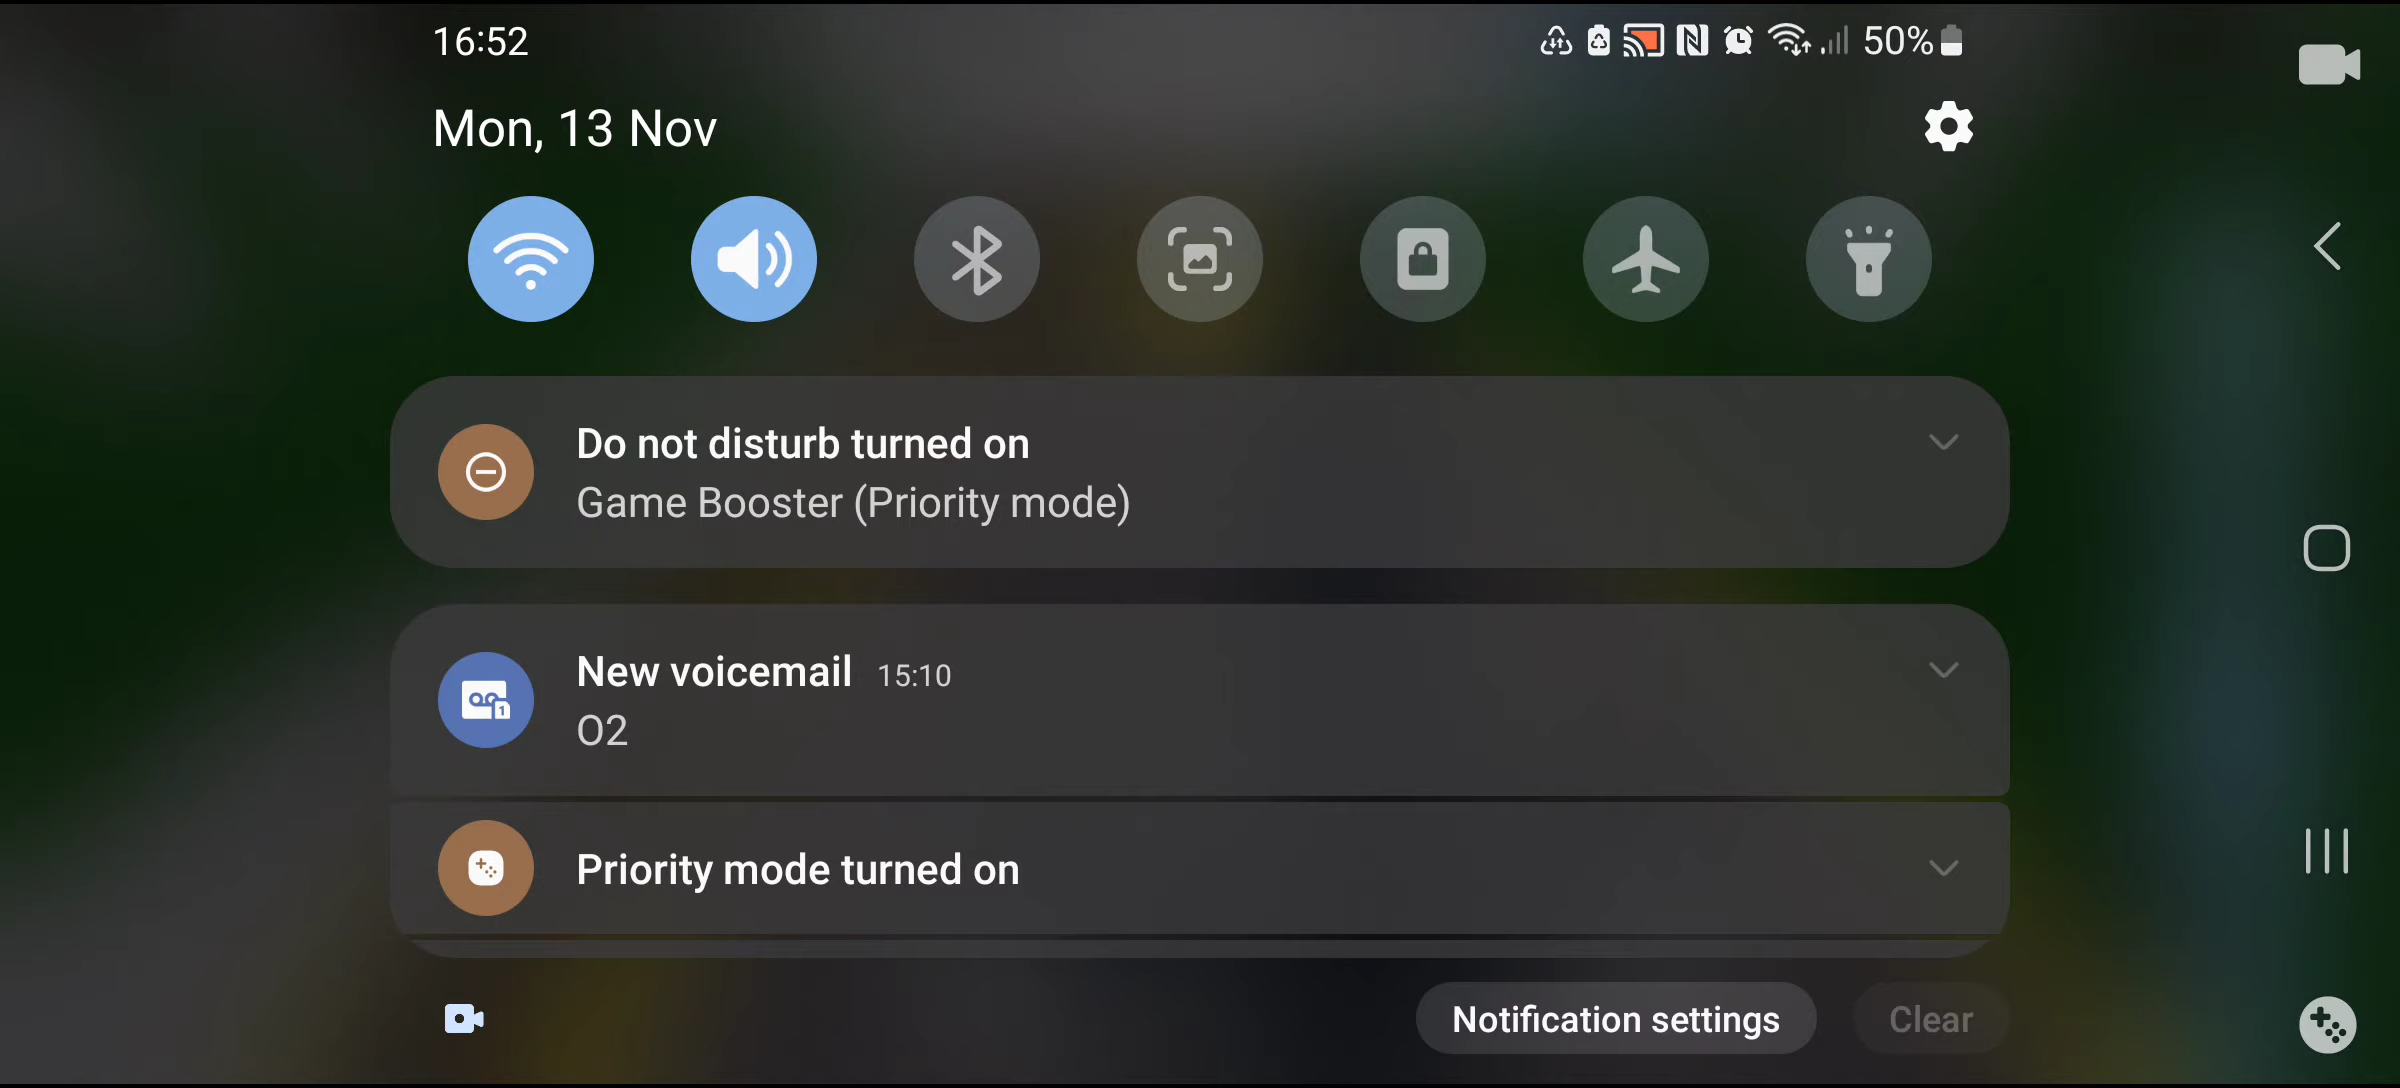 16:52
50%
Mon, 13 Nov
Do not disturb turned on
Game Booster (Priority mode)
New voicemail 15:10
1
O2
Priority mode turned on
Notification settings
Clear